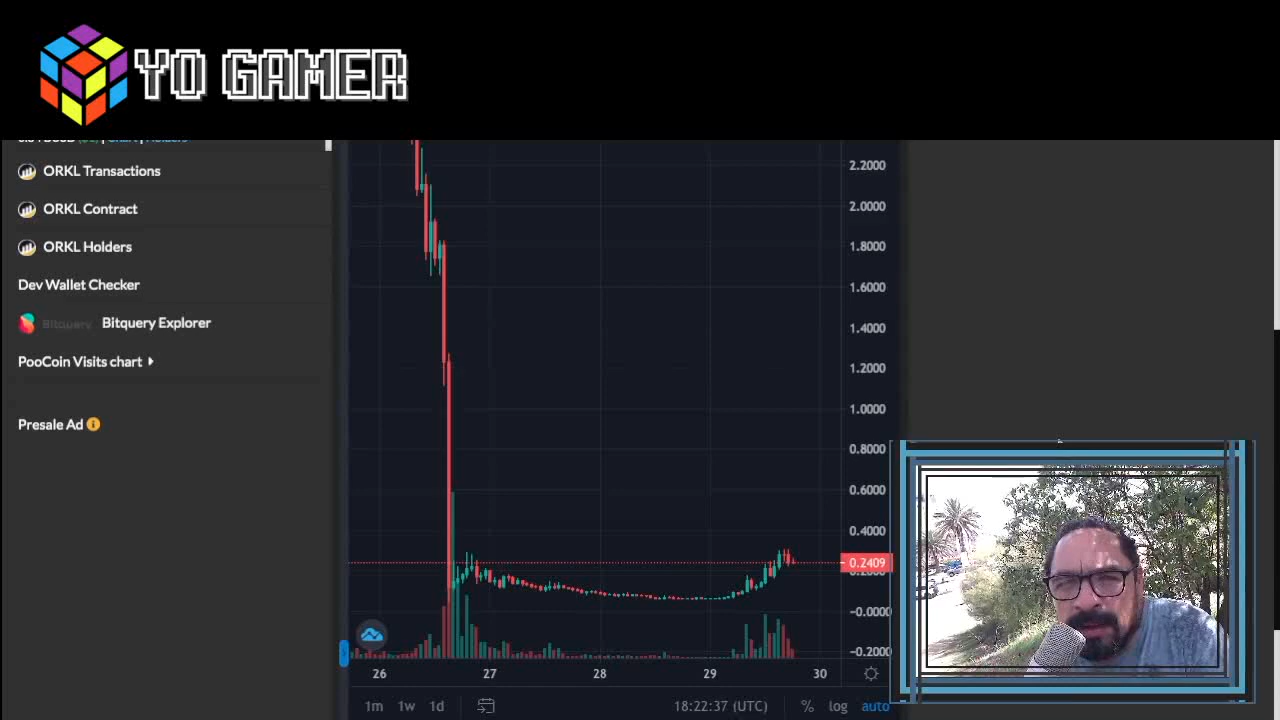 YO GAMER
ORKL Transactions
ORKL Contract
ORKL Holders
Dev Wallet Checker
Bitquery Bitquery Explorer
PooCoin Visits chart
Presale Ad
2.2000
2.0000
1.8000
1.6000
1.4000
1.2000
1.0000
0.8000
0.6000
0.4000
0.2409
-0.0000
-0.2000
26 27 28 29 30
1m 1w 1d 18:22:37 (UTC) % log auto